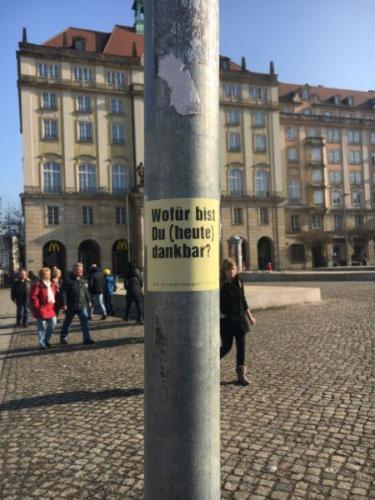 Wofür bist
Du (heute)
dankbar?